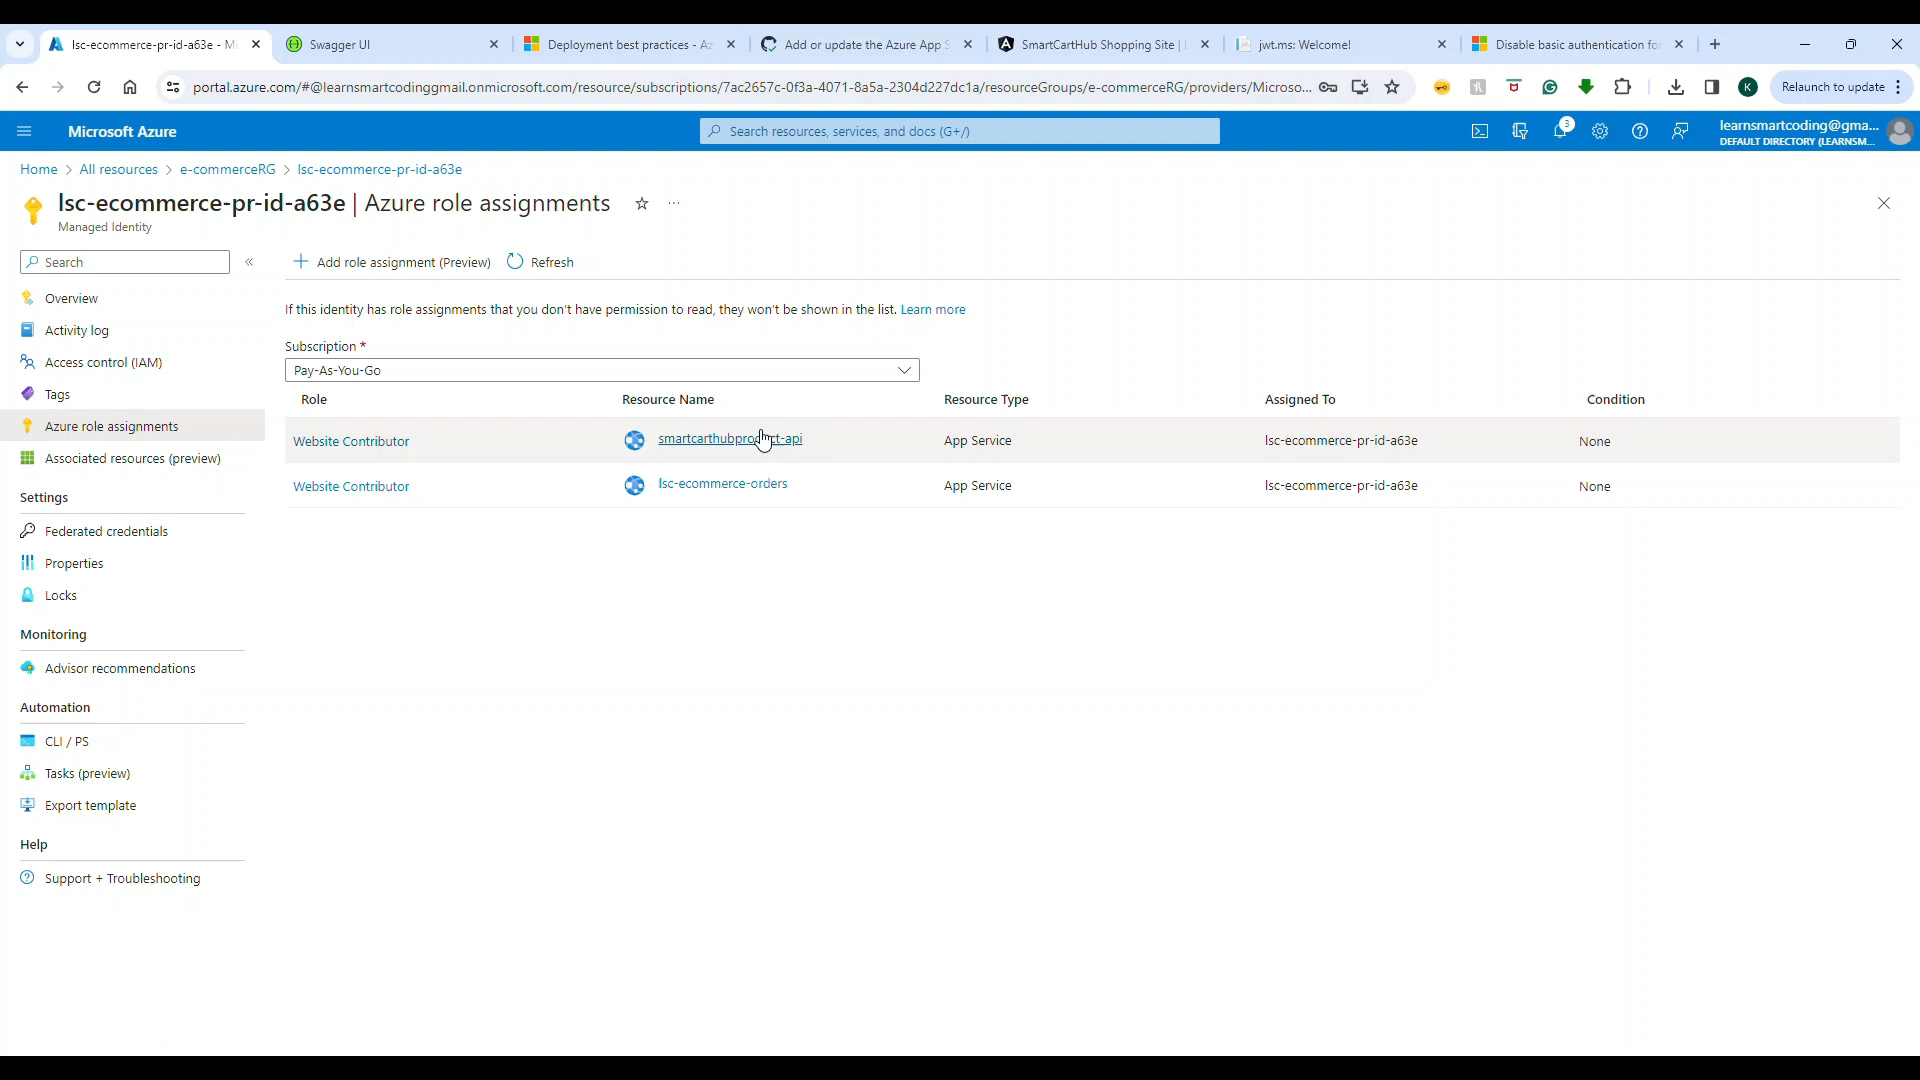 lsc-ecommerce-pr-id-a63e - Mi
Swagger UI
Deployment best practices - Az
Add or update the Azure App S
SmartCartHub Shopping Site | L
jwt.ms: Welcome!
Disable basic authentication for
portal.azure.com/#@learnsmartcodinggmail.onmicrosoft.com/resource/subscriptions/7ac2657c-0f3a-4071-8a5a-2304d227dc1a/resourceGroups/e-commerceRG/providers/Microso...
K
Relaunch to update
Microsoft Azure
Search resources, services, and docs (G+/)
3
learnsmartcoding@gma...
DEFAULT DIRECTORY (LEARNSM...
Home > All resources > e-commerceRG > lsc-ecommerce-pr-id-a63e
lsc-ecommerce-pr-id-a63e | Azure role assignments
Managed Identity
Search
Add role assignment (Preview)
Refresh
Overview
Activity log
Access control (IAM)
Tags
Azure role assignments
Associated resources (preview)
Settings
Federated credentials
Properties
Locks
Monitoring
Advisor recommendations
Automation
CLI / PS
Tasks (preview)
Export template
Help
Support + Troubleshooting
If this identity has role assignments that you don't have permission to read, they won't be shown in the list. Learn more
Subscription *
Pay-As-You-Go
Role Resource Name Resource Type Assigned To Condition
Website Contributor smartcarthubproduct-api App Service lsc-ecommerce-pr-id-a63e None
Website Contributor lsc-ecommerce-orders App Service lsc-ecommerce-pr-id-a63e None